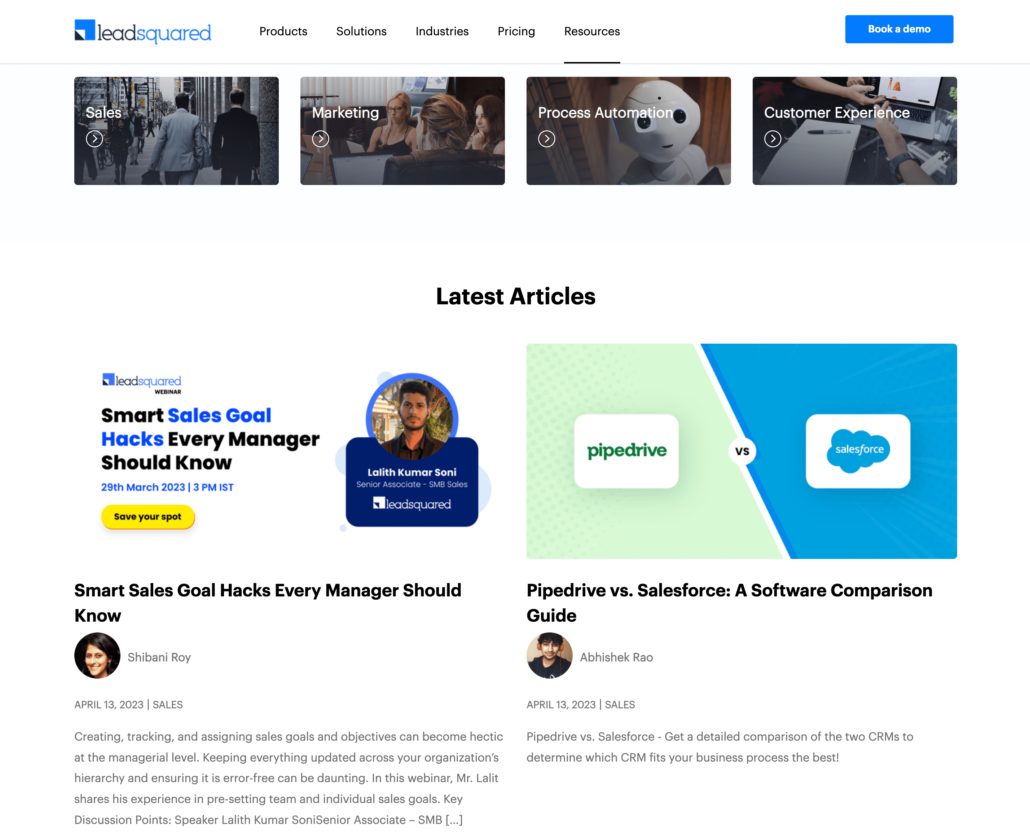 leadsquared
Products
Solutions
Industries
Pricing
Resources
Book a demo
Sales
Marketing
Process Automation
Customer Experience
Latest Articles
leadsquared
WEBINAR
Smart Sales Goal
Hacks Every Manager
Should Know
29th March 2023 | 3 PM IST
Save your spot
Lalith Kumar Soni
Senior Associate - SMB Sales
leadsquared
pipedrive
vs
salesforce
Smart Sales Goal Hacks Every Manager Should
Know
Shibani Roy
APRIL 13, 2023 | SALES
Creating, tracking, and assigning sales goals and objectives can become hectic
at the managerial level. Keeping everything updated across your organization’s
hierarchy and ensuring it is error-free can be daunting. In this webinar, Mr. Lalit
shares his experience in pre-setting team and individual sales goals. Key
Discussion Points: Speaker Lalith Kumar SoniSenior Associate – SMB [...]
Pipedrive vs. Salesforce: A Software Comparison
Guide
Abhishek Rao
APRIL 13, 2023 | SALES
Pipedrive vs. Salesforce - Get a detailed comparison of the two CRMs to
determine which CRM fits your business process the best!